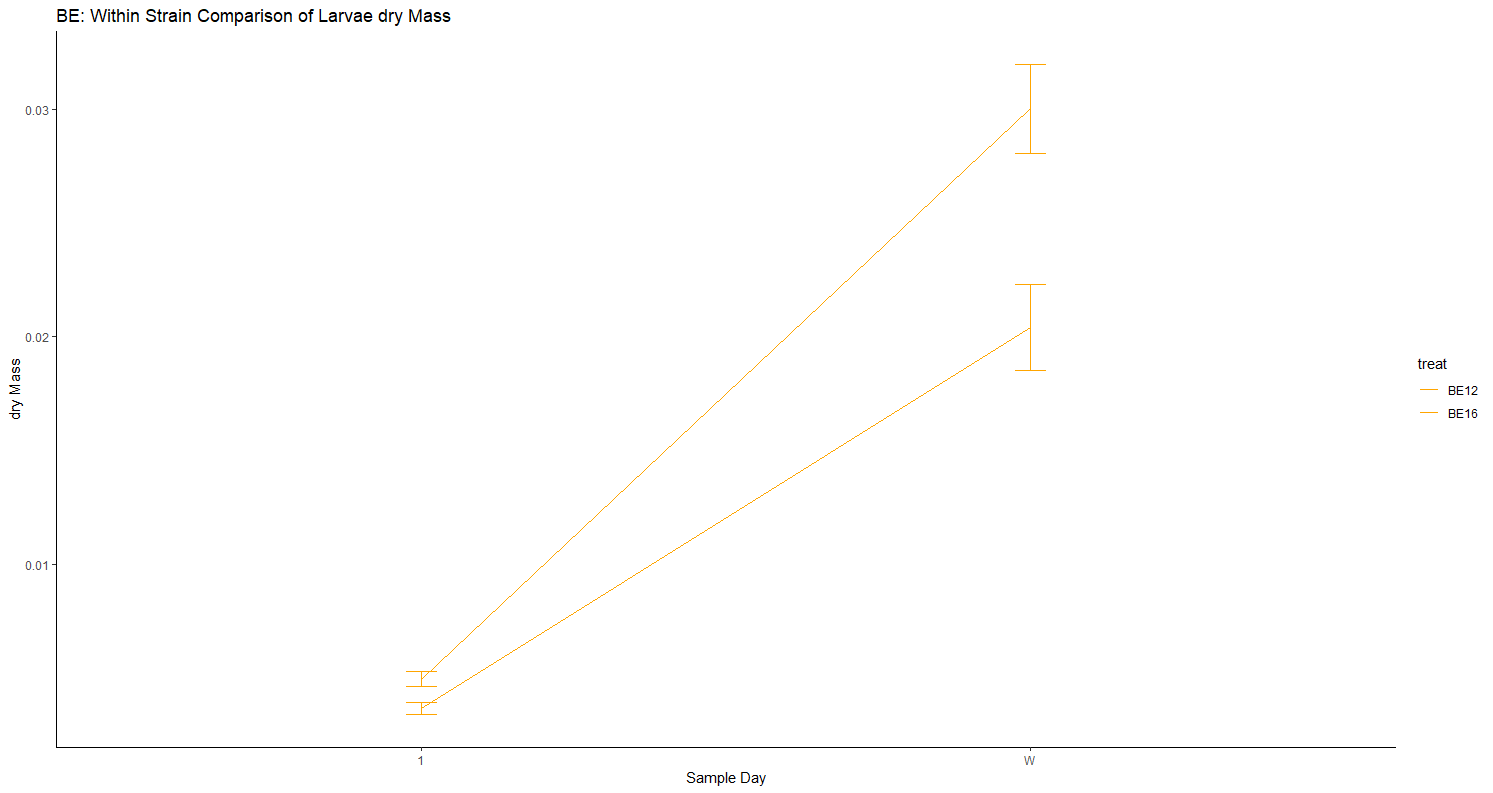 BE: Within Strain Comparison of Larvae dry Mass
0.03
0.02
0.01
dry Mass
1
W
Sample Day
treat
BE12
BE16